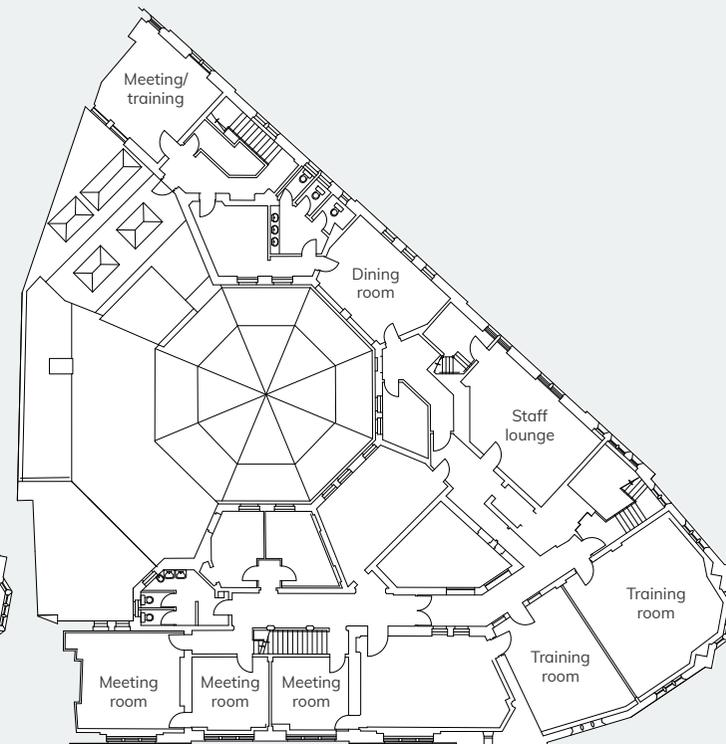 Meeting/
training
Dining
room
Staff
lounge
Training
room
Training
room
Meeting
room
Meeting
room
Meeting
room